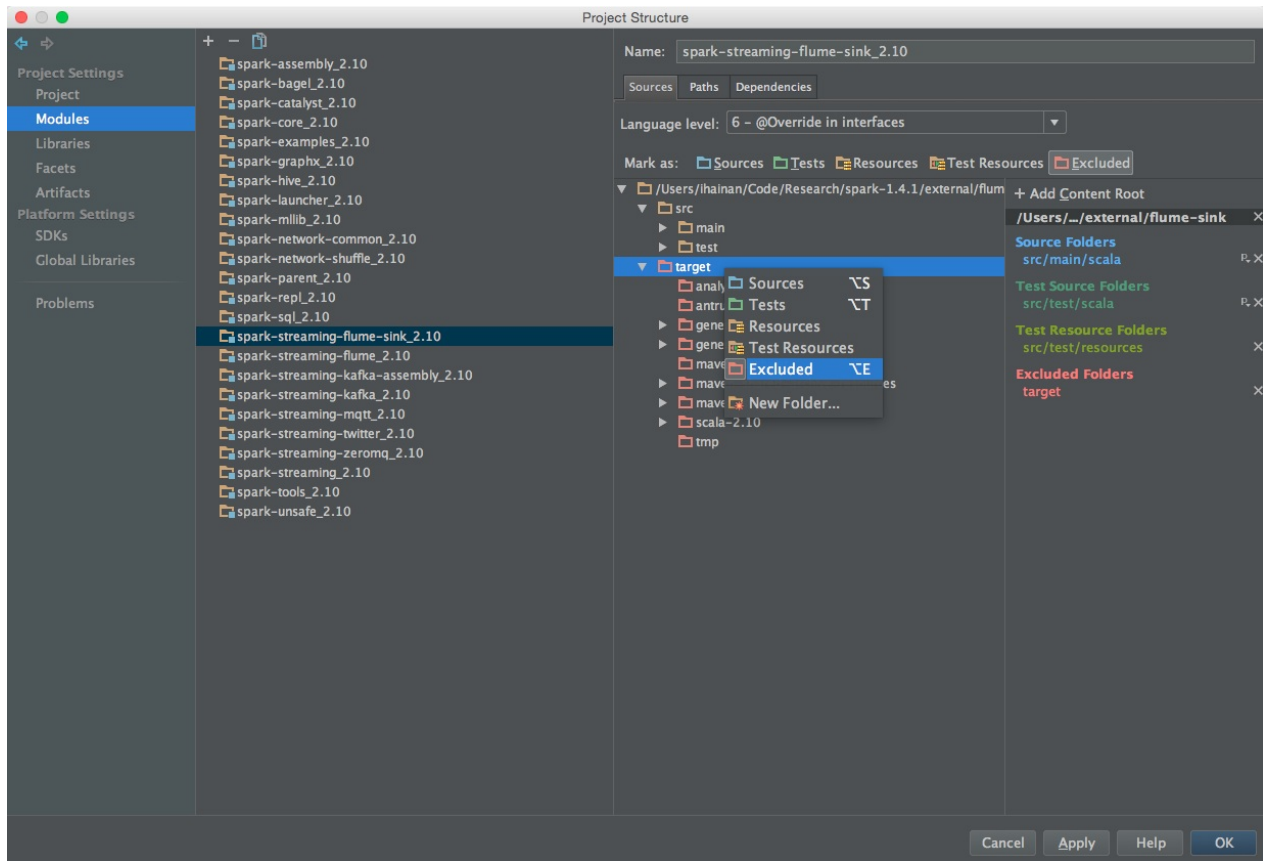 Project Structure
Project Settings
Project
Modules
Libraries
Facets
Artifacts
Platform Settings
SDKs
Global Libraries
Problems
spark-assembly_2.10
spark-bagel_2.10
spark-catalyst_2.10
spark-core_2.10
spark-examples_2.10
spark-graphx_2.10
spark-hive_2.10
spark-launcher_2.10
spark-mllib_2.10
spark-network-common_2.10
spark-network-shuffle_2.10
spark-parent_2.10
spark-repl_2.10
spark-sql_2.10
spark-streaming-flume-sink_2.10
spark-streaming-flume_2.10
spark-streaming-kafka-assembly_2.10
spark-streaming-kafka_2.10
spark-streaming-mqtt_2.10
spark-streaming-twitter_2.10
spark-streaming-zeromq_2.10
spark-streaming_2.10
spark-tools_2.10
spark-unsafe_2.10
Name: spark-streaming-flume-sink_2.10
Sources Paths Dependencies
Language level: 6 – @Override in interfaces
Mark as: Sources Tests Resources Test Resources Excluded
/Users/ihainan/Code/Research/spark-1.4.1/external/flum
src
main
test
target
analy
antru
gene
gene
mave
mave es
mave
scala-2.10
tmp
Sources ⌥S
Tests ⌥T
Resources
Test Resources
Excluded ⌥E
New Folder...
+ Add Content Root
/Users/.../external/flume-sink
Source Folders
src/main/scala
Test Source Folders
src/test/scala
Test Resource Folders
src/test/resources
Excluded Folders
target
Cancel Apply Help OK